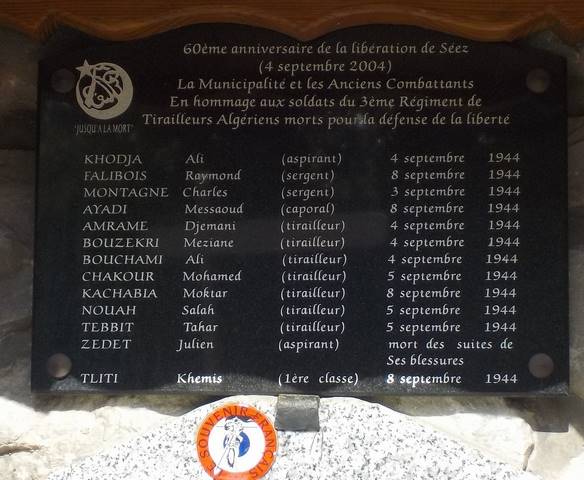 60ème anniversaire de la libération de Séez
(4 septembre 2004)
La Municipalité et les Anciens Combattants
En hommage aux soldats du 3ème Régiment de
Tirailleurs Algériens morts pour la défense de la liberté
"JUSQU'A LA MORT"
KHODJA Ali (aspirant) 4 septembre 1944
FALIBOIS Raymond (sergent) 8 septembre 1944
MONTAGNE Charles (sergent) 3 septembre 1944
AYADI Messaoud (caporal) 8 septembre 1944
AMRAME Djemani (tirailleur) 4 septembre 1944
BOUZEKRI Meziane (tirailleur) 4 septembre 1944
BOUCHAMI Ali (tirailleur) 4 septembre 1944
CHAKOUR Mohamed (tirailleur) 5 septembre 1944
KACHABIA Moktar (tirailleur) 8 septembre 1944
NOUAH Salah (tirailleur) 5 septembre 1944
TEBBIT Tahar (tirailleur) 5 septembre 1944
ZEDET Julien (aspirant) mort des suites de
Ses blessures
TLITI Khemis (1ère classe) 8 septembre 1944
LE SOUVENIR FRANÇAIS